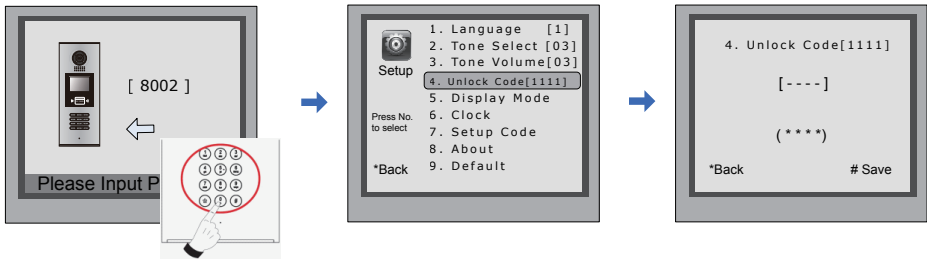 [ 8002 ]
Please Input P
Setup
Press No.
to select
*Back
1. Language [1]
2. Tone Select [03]
3. Tone Volume[03]
4. Unlock Code[1111]
5. Display Mode
6. Clock
7. Setup Code
8. About
9. Default
4. Unlock Code[1111]
[----]
(****)
*Back # Save